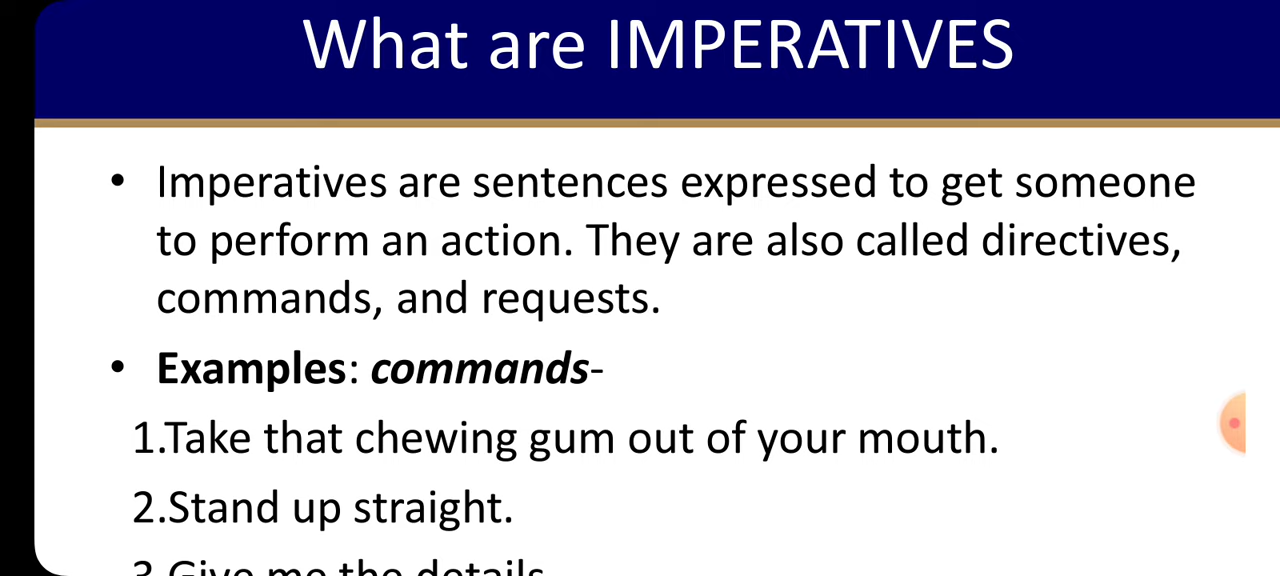 What are IMPERATIVES
• Imperatives are sentences expressed to get someone
to perform an action. They are also called directives,
commands, and requests.
• Examples: commands-
1.Take that chewing gum out of your mouth.
2.Stand up straight.
3.Give me the details